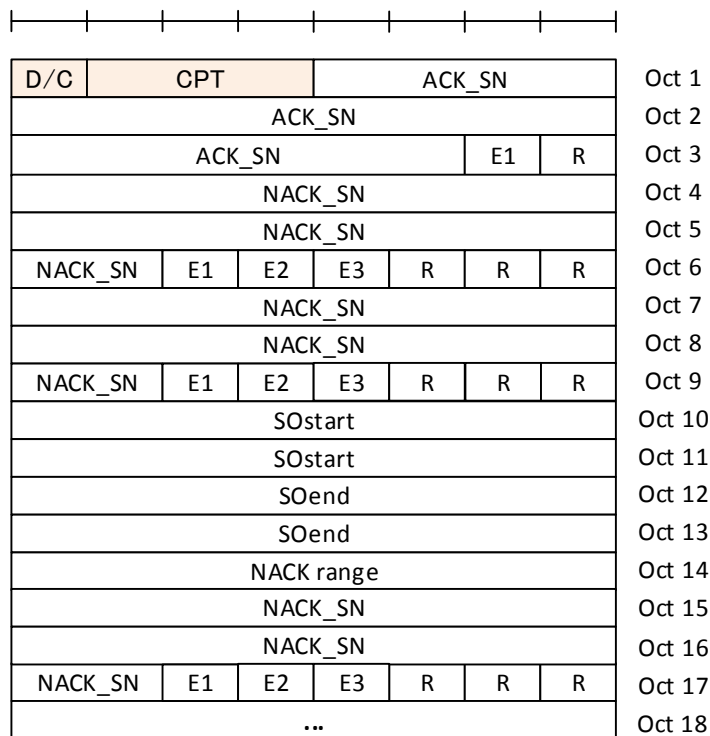 D/C CPT ACK_SN Oct 1
ACK_SN Oct 2
ACK_SN E1 R Oct 3
NACK_SN Oct 4
NACK_SN Oct 5
NACK_SN E1 E2 E3 R R R Oct 6
NACK_SN Oct 7
NACK_SN Oct 8
NACK_SN E1 E2 E3 R R R Oct 9
SOstart Oct 10
SOstart Oct 11
SOend Oct 12
SOend Oct 13
NACK range Oct 14
NACK_SN Oct 15
NACK_SN Oct 16
NACK_SN E1 E2 E3 R R R Oct 17
... Oct 18